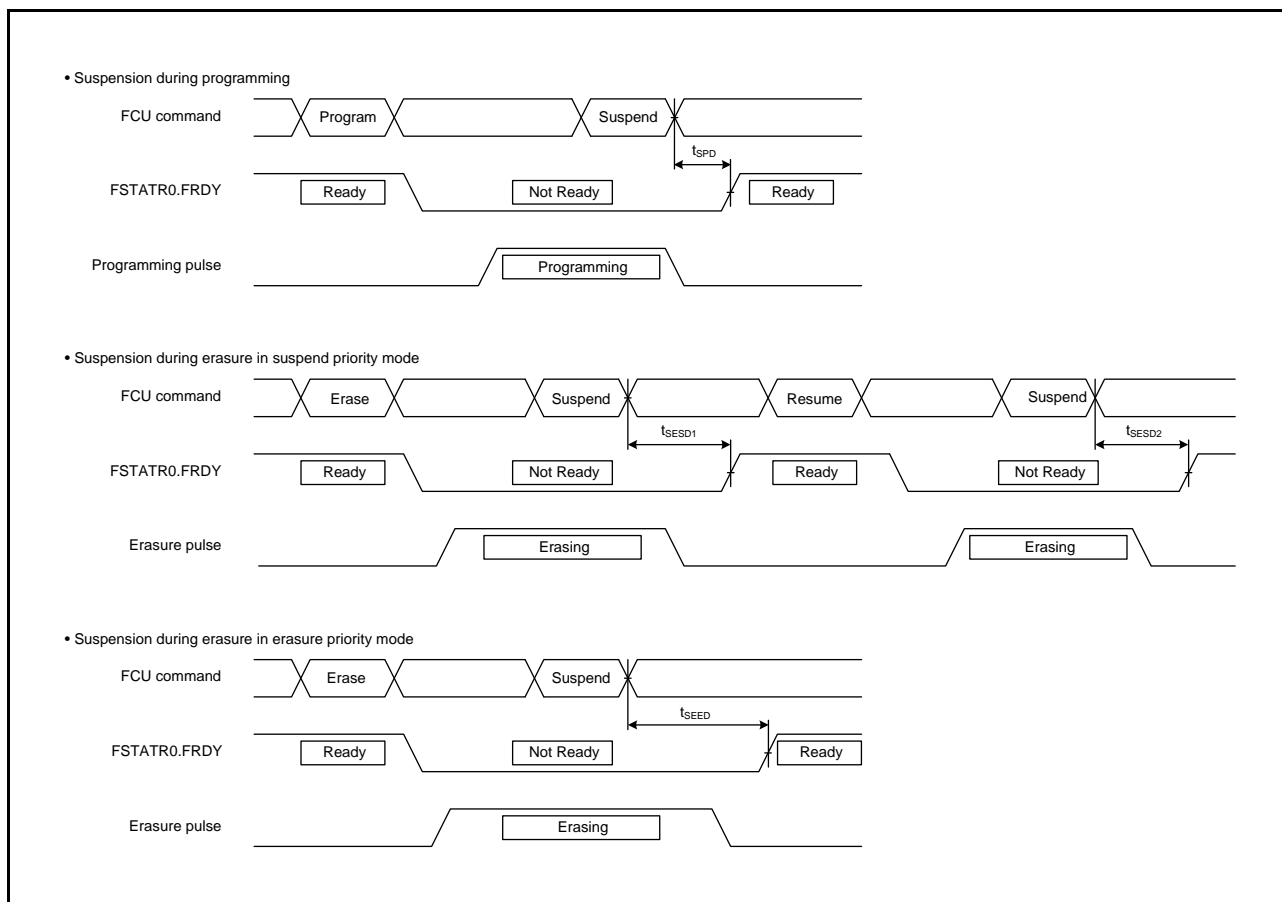 • Suspension during programming
FCU command
Program
Suspend
tSPD
FSTATR0.FRDY
Ready
Not Ready
Ready
Programming pulse
Programming
• Suspension during erasure in suspend priority mode
FCU command
Erase
Suspend
Resume
Suspend
tSESD1
tSESD2
FSTATR0.FRDY
Ready
Not Ready
Ready
Not Ready
Erasure pulse
Erasing
Erasing
• Suspension during erasure in erasure priority mode
FCU command
Erase
Suspend
tSEED
FSTATR0.FRDY
Ready
Not Ready
Ready
Erasure pulse
Erasing